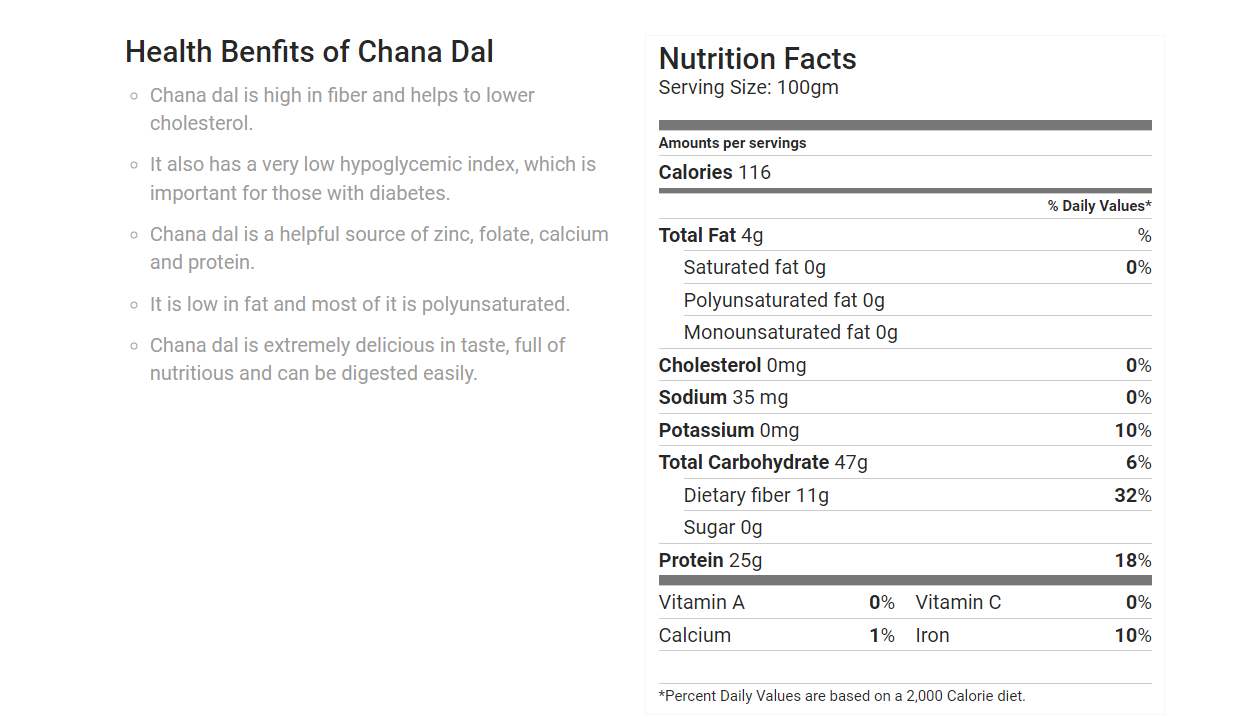 Health Benfits of Chana Dal
Chana dal is high in fiber and helps to lower
cholesterol.
It also has a very low hypoglycemic index, which is
important for those with diabetes.
Chana dal is a helpful source of zinc, folate, calcium
and protein.
It is low in fat and most of it is polyunsaturated.
Chana dal is extremely delicious in taste, full of
nutritious and can be digested easily.
Nutrition Facts
Serving Size: 100gm
Amounts per servings
Calories 116
% Daily Values*
Total Fat 4g %
Saturated fat 0g 0%
Polyunsaturated fat 0g
Monounsaturated fat 0g
Cholesterol 0mg 0%
Sodium 35 mg 0%
Potassium 0mg 10%
Total Carbohydrate 47g 6%
Dietary fiber 11g 32%
Sugar 0g
Protein 25g 18%
Vitamin A 0% Vitamin C 0%
Calcium 1% Iron 10%
*Percent Daily Values are based on a 2,000 Calorie diet.